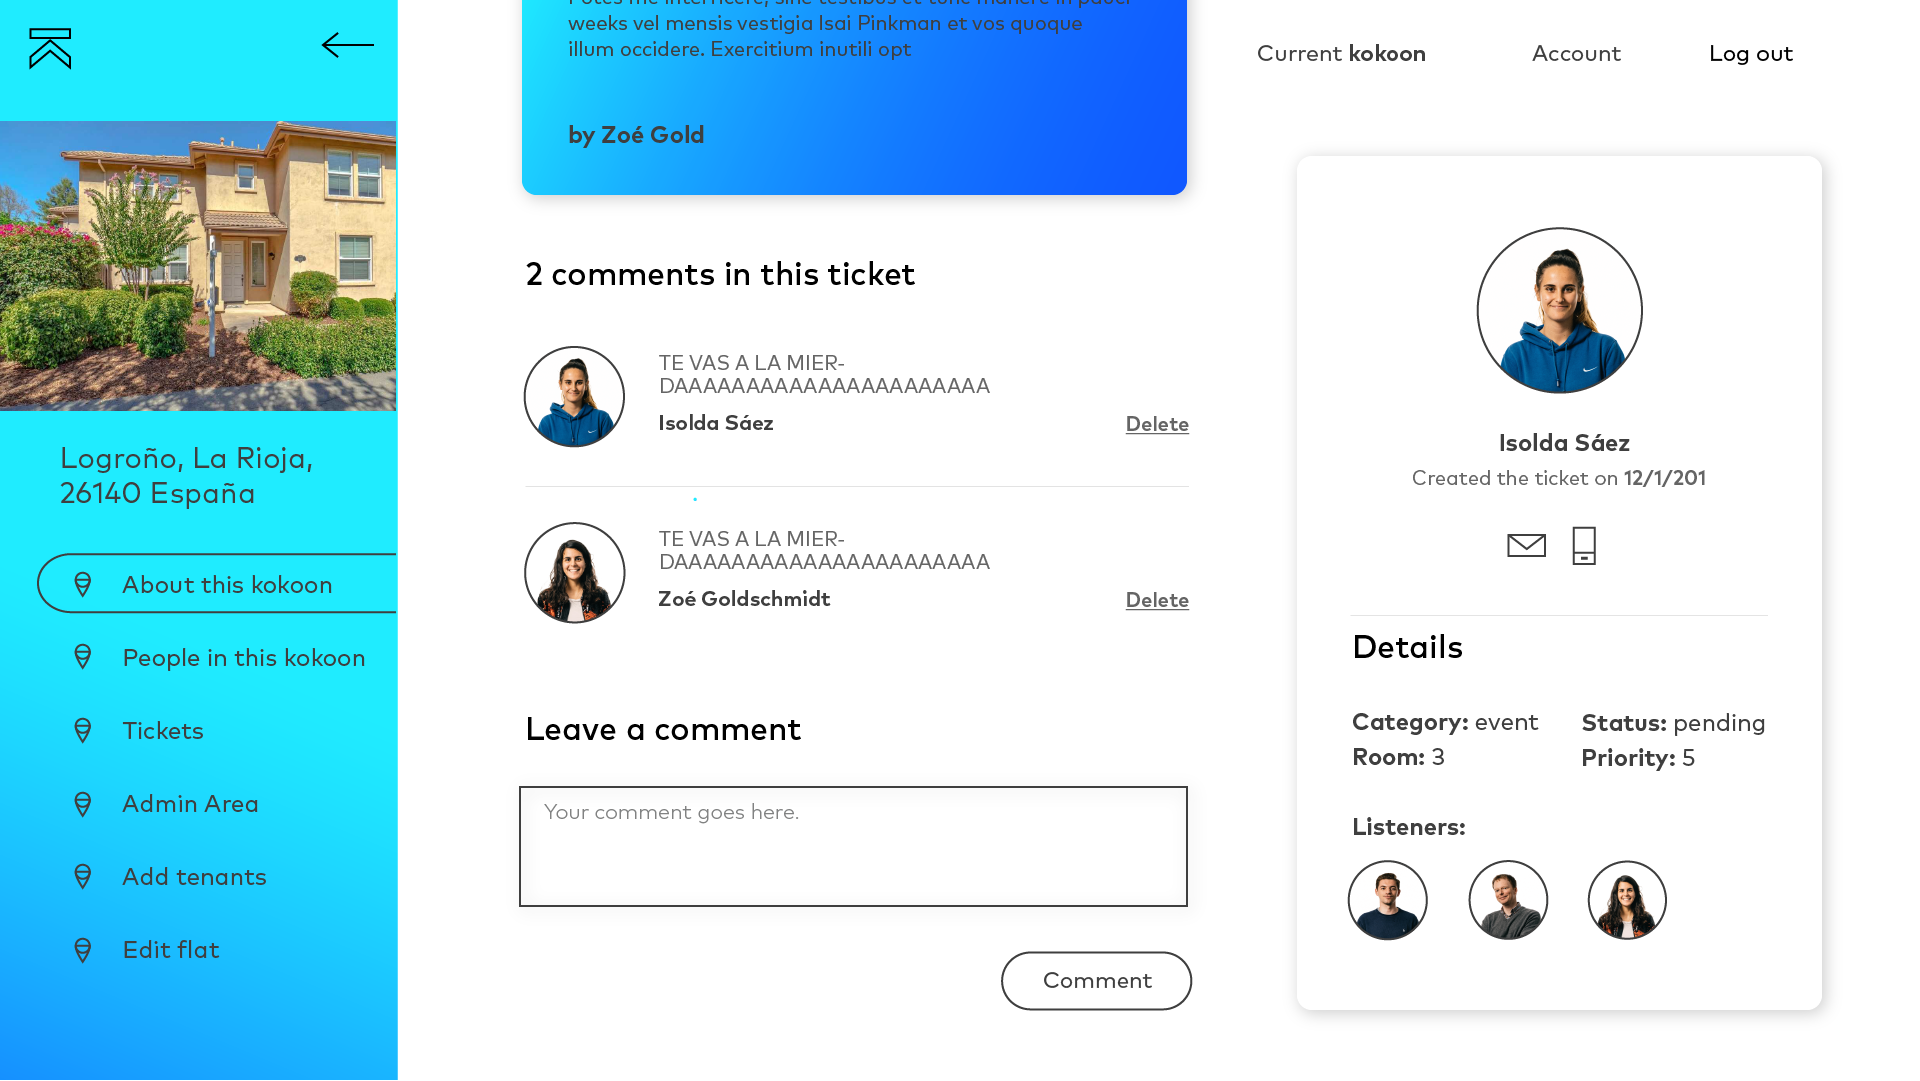 weeks vel mensis vestigia Isai Pinkman et vos quoque
illum occidere. Exercitium inutili opt
by Zoé Gold
Current kokoon
Account
Log out
Logroño, La Rioja,
26140 España
About this kokoon
People in this kokoon
Tickets
Admin Area
Add tenants
Edit flat
2 comments in this ticket
TE VAS A LA MIER-
DAAAAAAAAAAAAAAAAAAAAAA
Isolda Sáez
Delete
TE VAS A LA MIER-
DAAAAAAAAAAAAAAAAAAAAAA
Zoé Goldschmidt
Delete
Leave a comment
Your comment goes here.
Comment
Isolda Sáez
Created the ticket on 12/1/201
Details
Category: event
Room: 3
Status: pending
Priority: 5
Listeners: